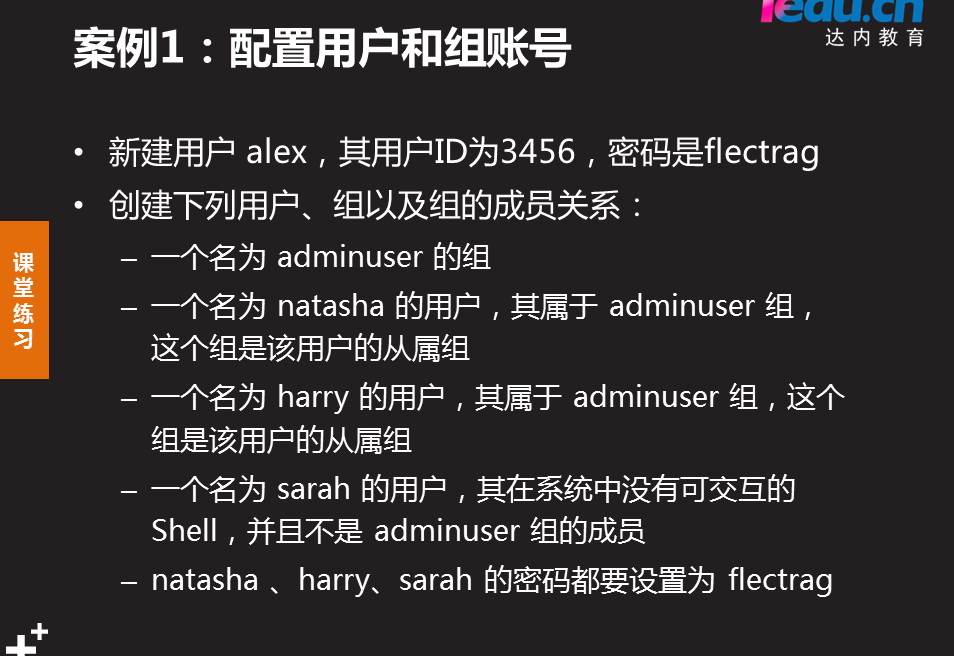 案例1：配置用户和组账号
达内教育
• 新建用户 alex，其用户ID为3456，密码是flectrag
• 创建下列用户、组以及组的成员关系：
– 一个名为 adminuser 的组
– 一个名为 natasha 的用户，其属于 adminuser 组，
这个组是该用户的从属组
– 一个名为 harry 的用户，其属于 adminuser 组，这个
组是该用户的从属组
– 一个名为 sarah 的用户，其在系统中没有可交互的
Shell，并且不是 adminuser 组的成员
– natasha 、harry、sarah 的密码都要设置为 flectrag
课堂练习